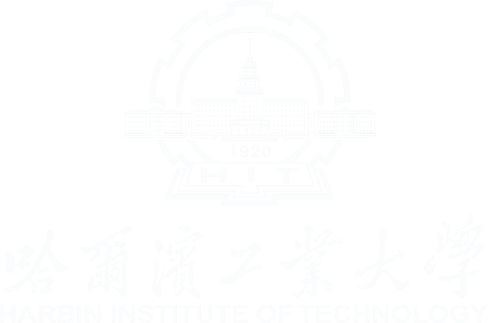 1920
HIT
哈爾濱工業大學
HARBIN INSTITUTE OF TECHNOLOGY